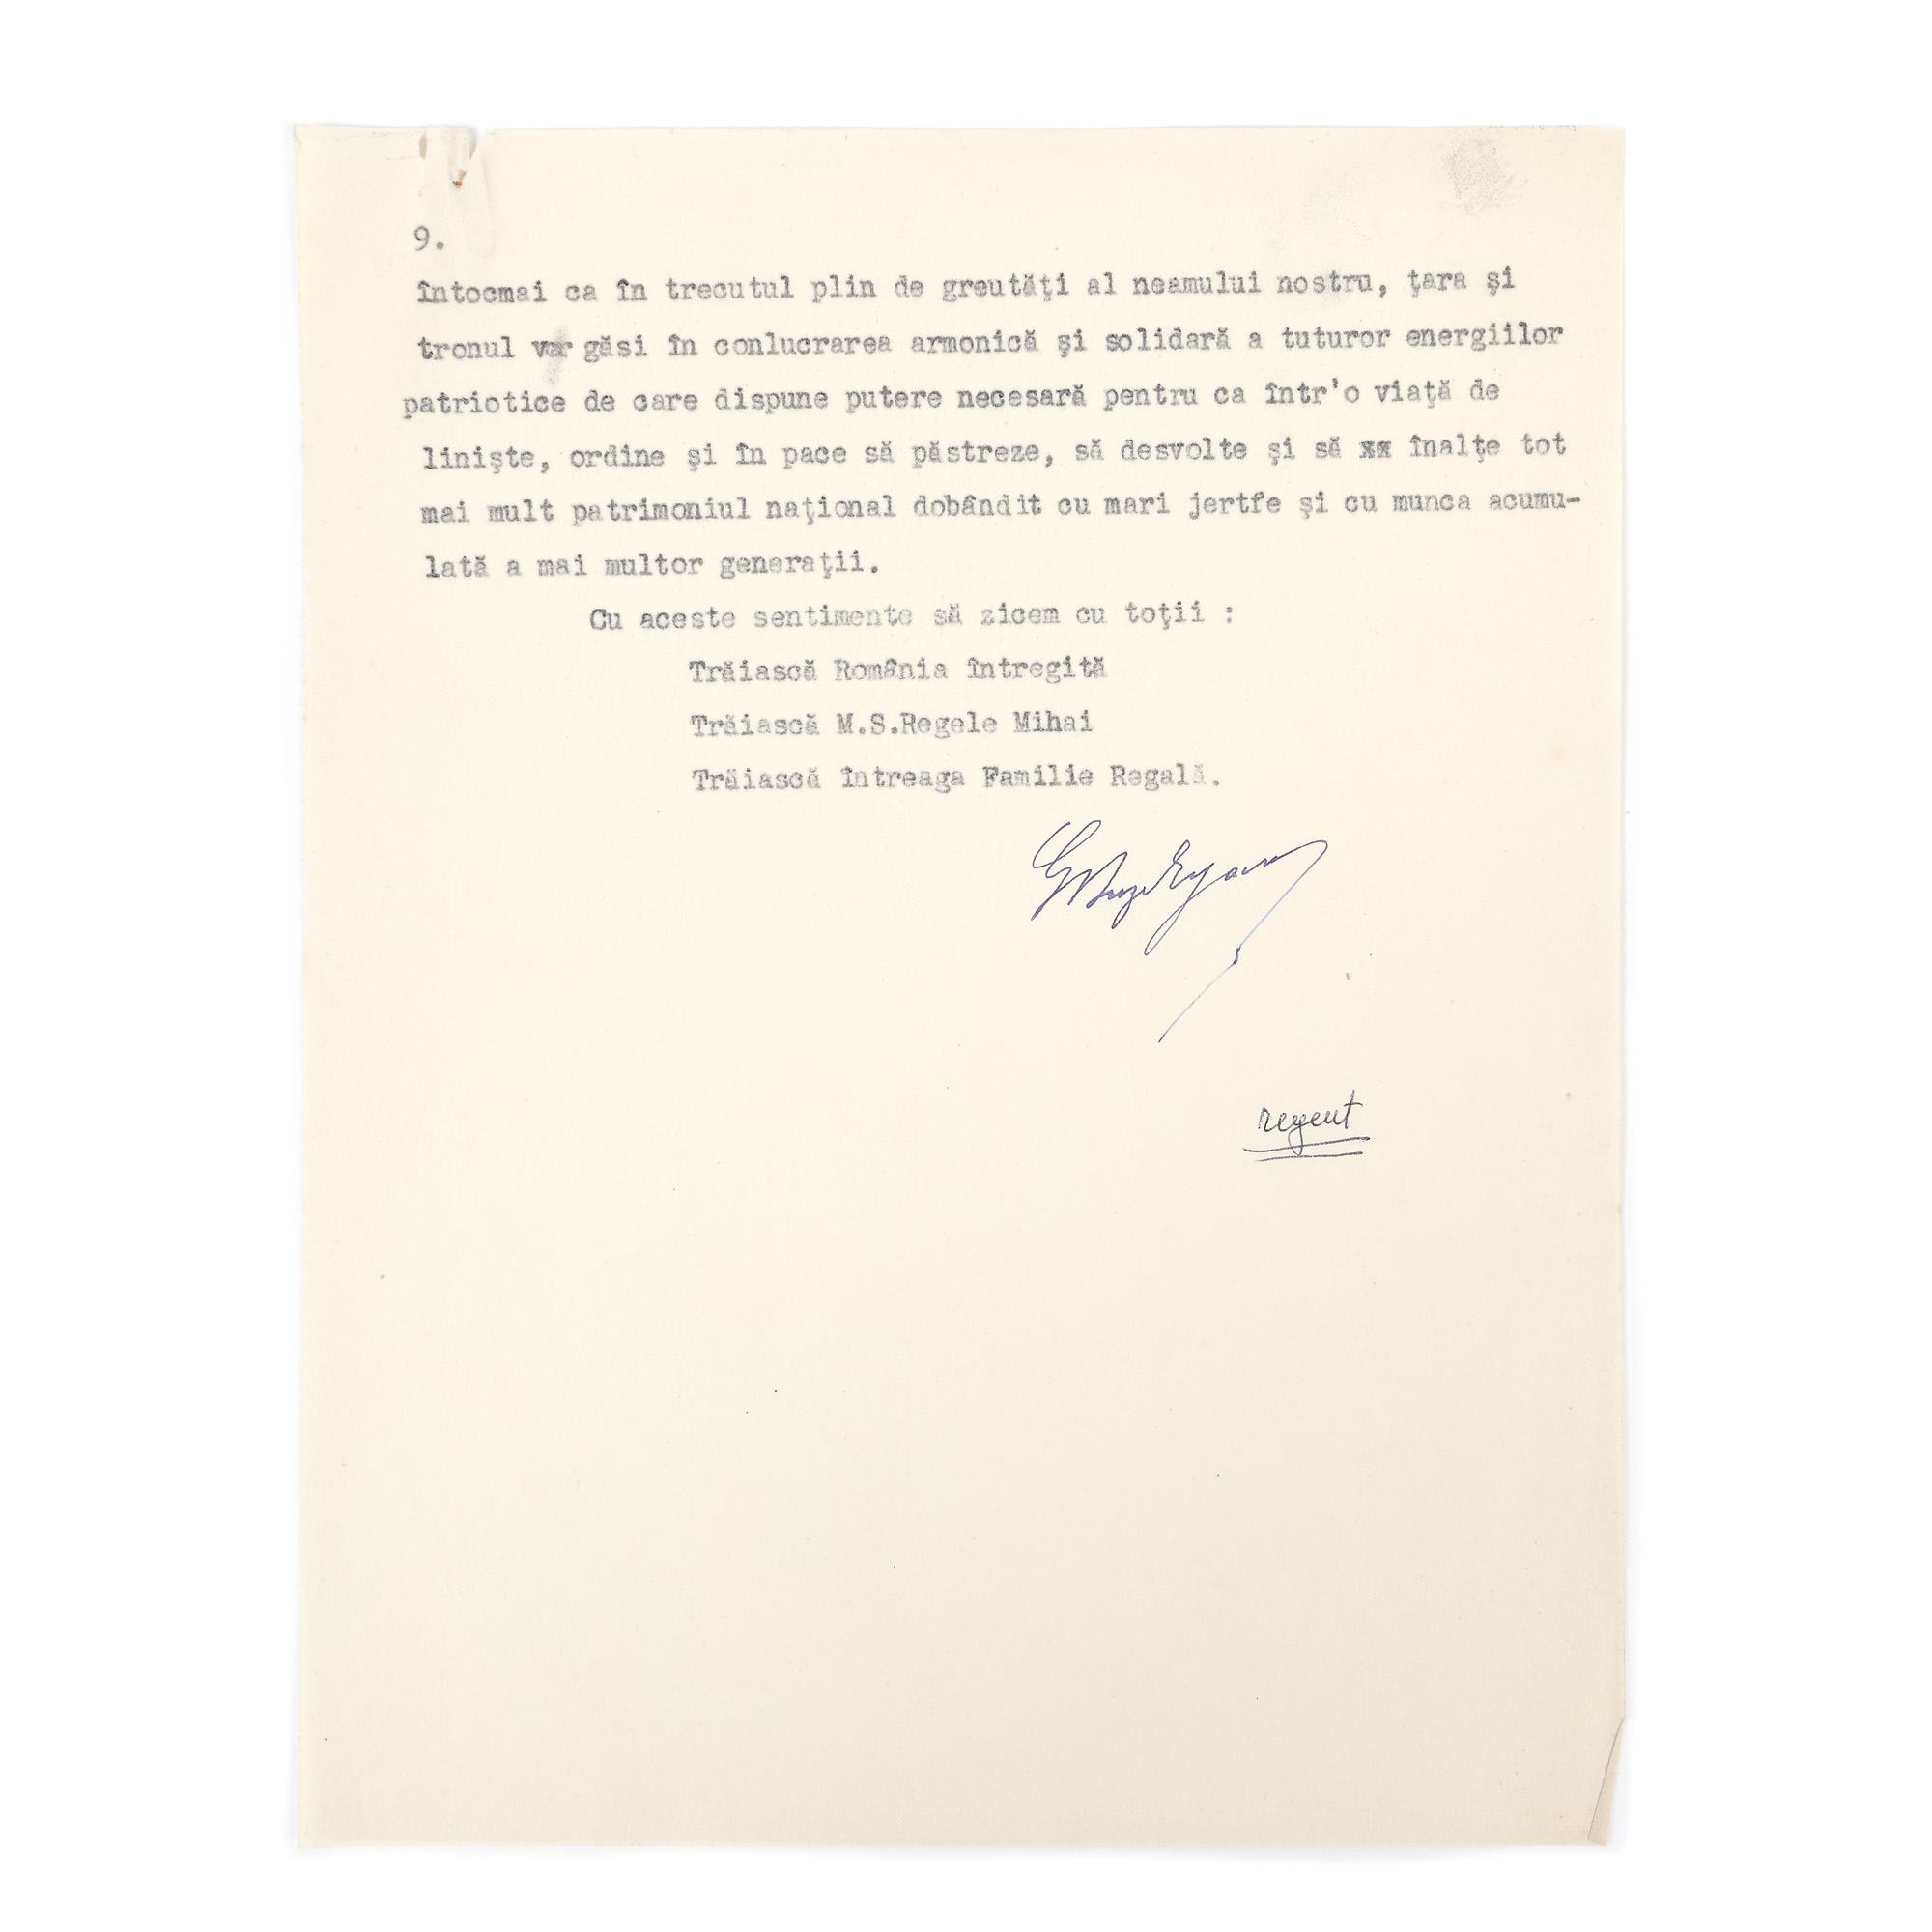 9.
întocmai ca în trecutul plin de greutăţi al neamului nostru, ţara şi
tronul vor găsi în conlucrarea armonică şi solidară a tuturor energiilor
patriotice de care dispune putere necesară pentru ca într'o viaţă de
linişte, ordine şi în pace să păstreze, să desvolte şi să xx înalţe tot
mai mult patrimoniul naţional dobândit cu mari jertfe şi cu munca acumu-
lată a mai multor generaţii.
Cu aceste sentimente să zicem cu toţii :
Trăiască România întregită
Trăiască M.S.Regele Mihai
Trăiască întreaga Familie Regală.
regent